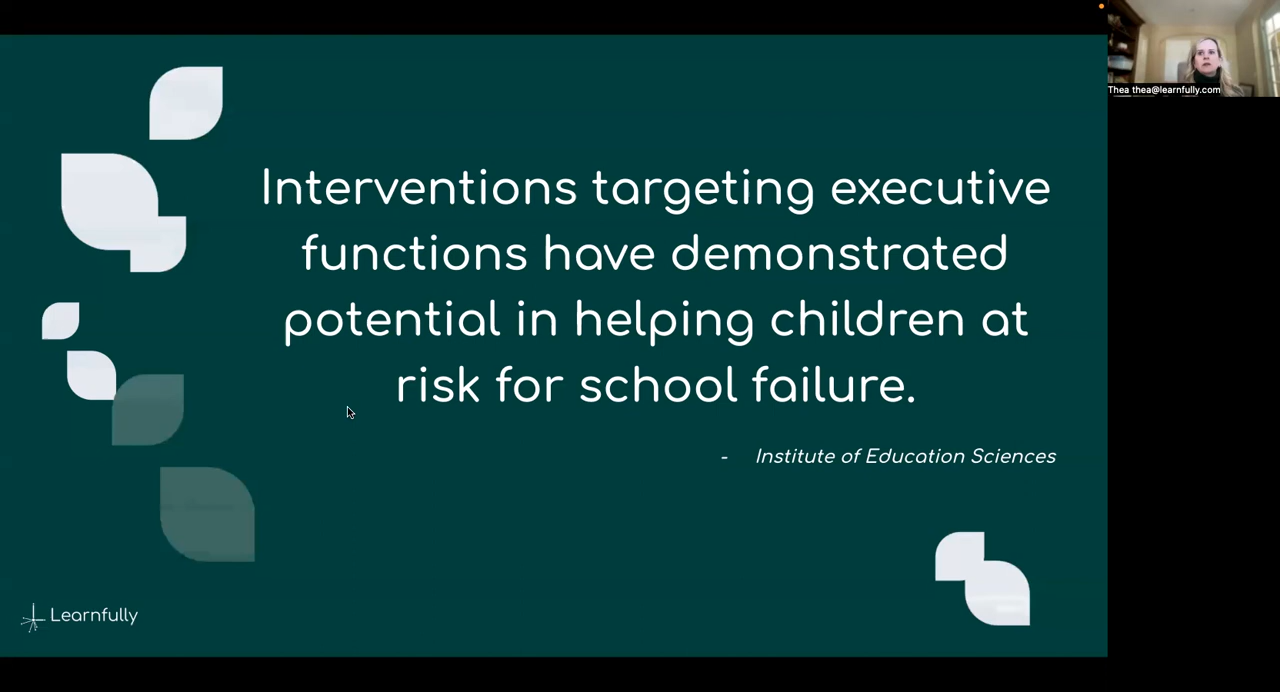 Thea thea@learnfully.com
Interventions targeting executive
functions have demonstrated
potential in helping children at
risk for school failure.
- Institute of Education Sciences
Learnfully